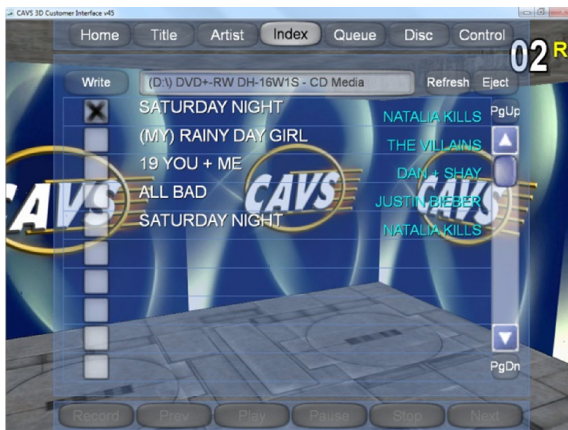 CAVS 3D Customer Interface v45
Home Title Artist Index Queue Disc Control
02 R
Write (D:\) DVD+-RW DH-16W1S - CD Media Refresh Eject
SATURDAY NIGHT NATALIA KILLS PgUp
(MY) RAINY DAY GIRL THE VILLAINS
19 YOU + ME DAN + SHAY
ALL BAD JUSTIN BIEBER
SATURDAY NIGHT NATALIA KILLS
CAVS CAVS CAVS
PgDn
Record Prev Play Pause Stop Next